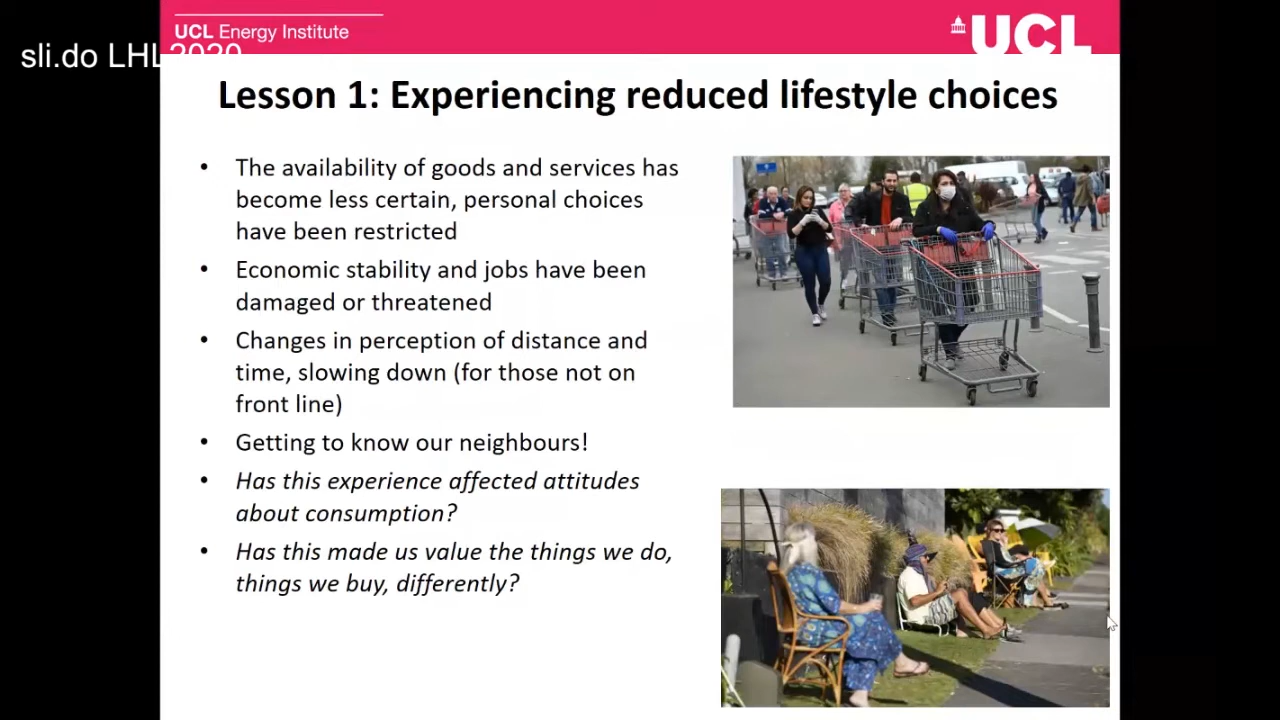 UCL Energy Institute
UCL
sli.do LHL 2020
Lesson 1: Experiencing reduced lifestyle choices
• The availability of goods and services has
become less certain, personal choices
have been restricted
• Economic stability and jobs have been
damaged or threatened
• Changes in perception of distance and
time, slowing down (for those not on
front line)
• Getting to know our neighbours!
• Has this experience affected attitudes
about consumption?
• Has this made us value the things we do,
things we buy, differently?